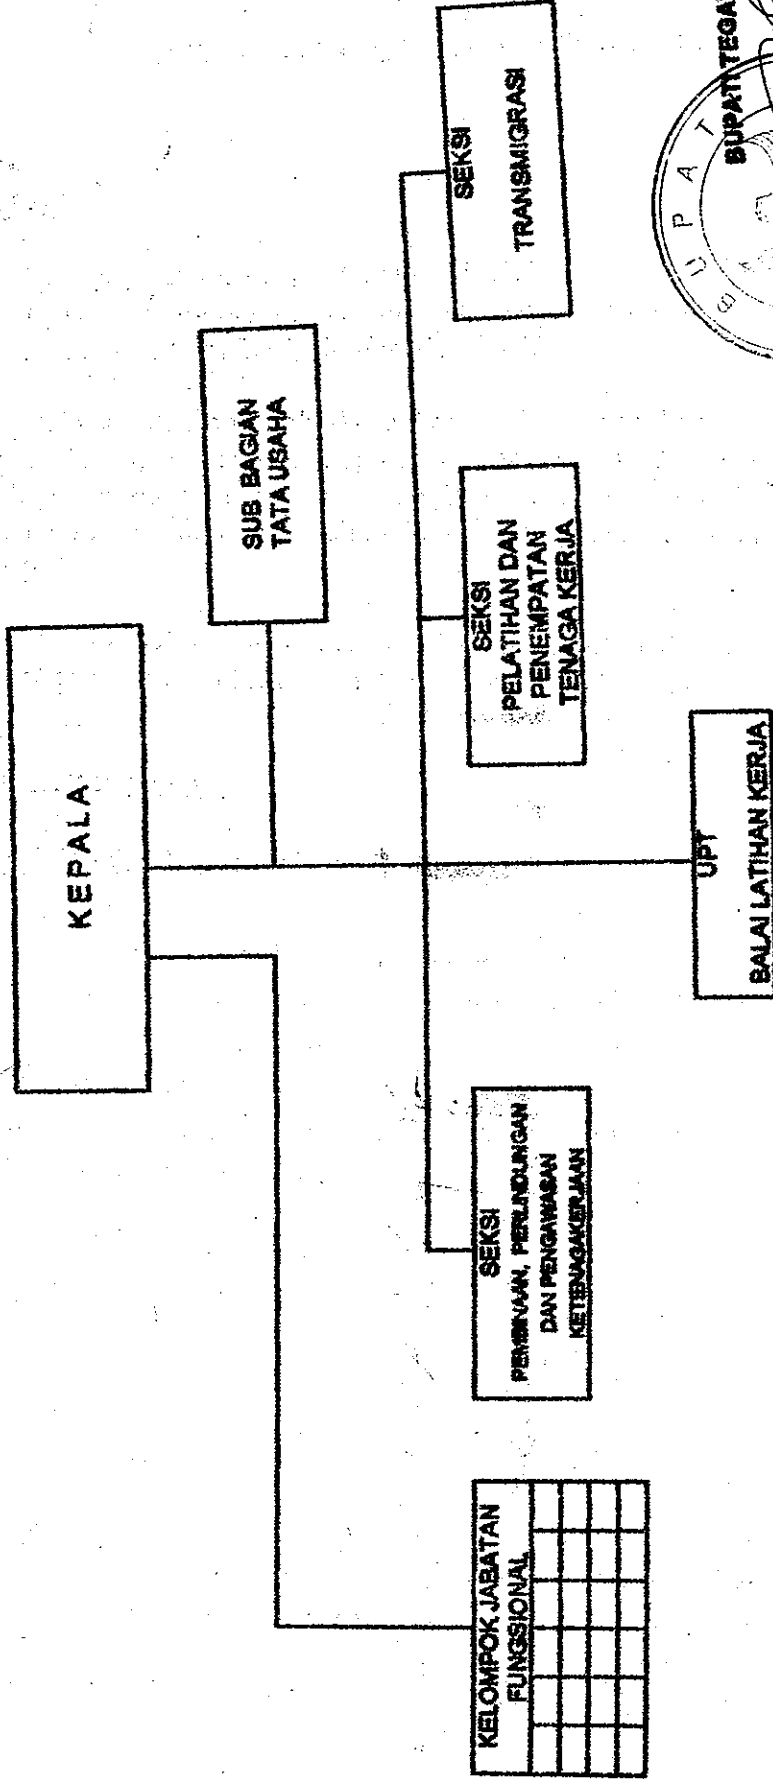 KEPALA
SUB BAGIAN
TATA USAHA
KELOMPOK JABATAN
FUNGSIONAL
SEKSI
PEMBINAAN, PERLINDUNGAN
DAN PENGAWASAN
KETENAGAKERJAAN
SEKSI
PELATIHAN DAN
PENEMPATAN
TENAGA KERJA
SEKSI
TRANSMIGRASI
UPT
BALAI LATIHAN KERJA
BUPATI TEGA
BUPAT